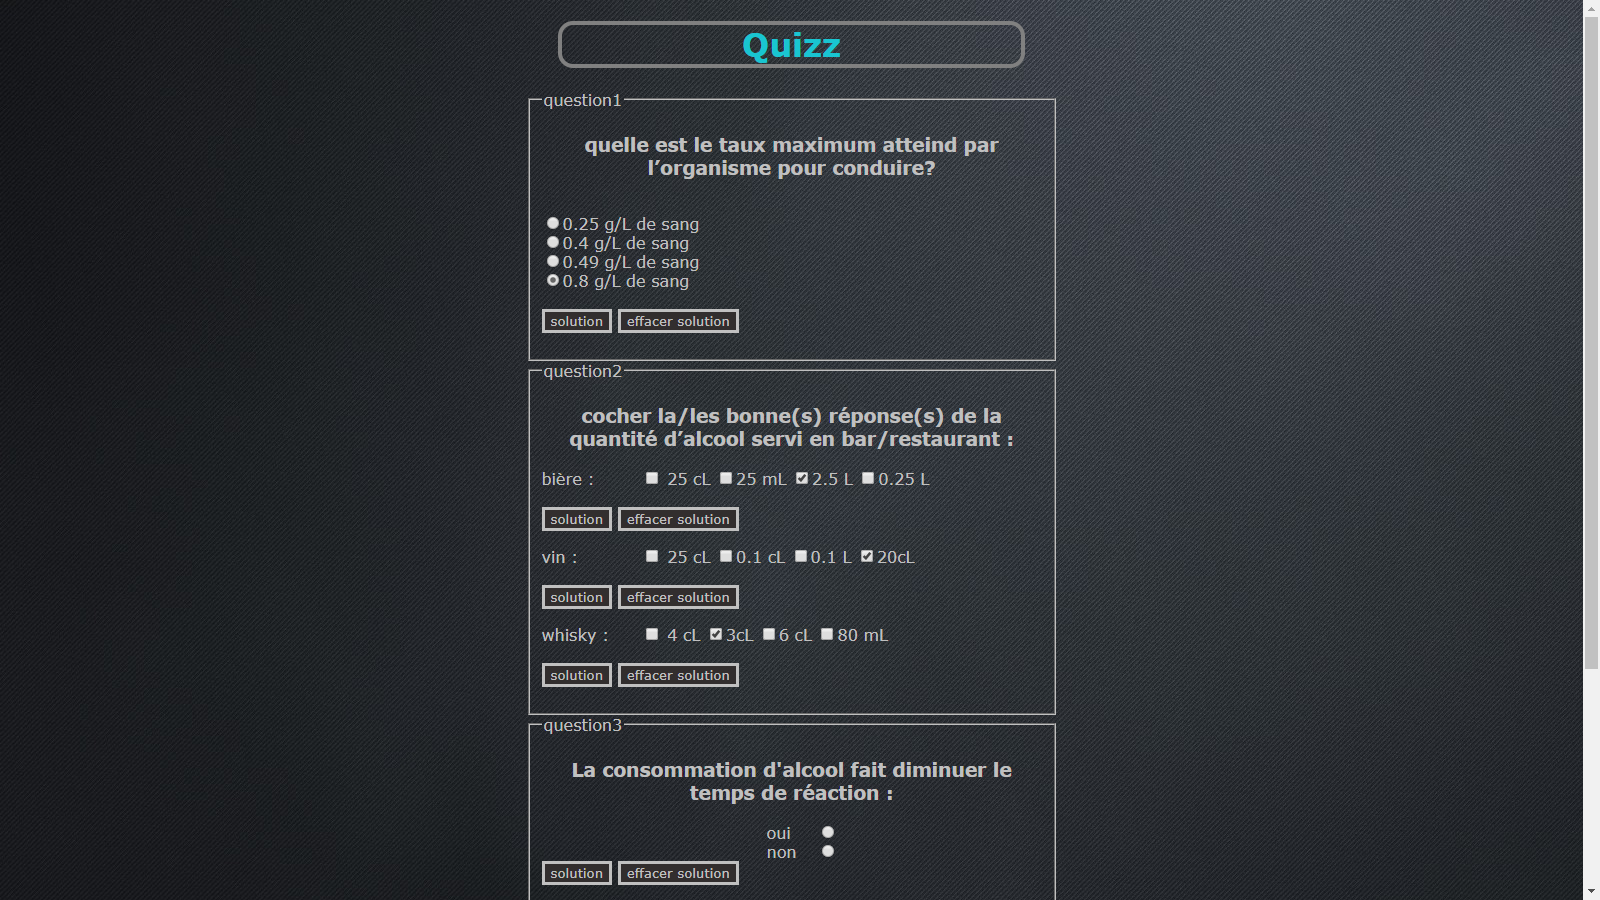 Quizz
question1
quelle est le taux maximum atteind par
l’organisme pour conduire?
0.25 g/L de sang
0.4 g/L de sang
0.49 g/L de sang
0.8 g/L de sang
solution effacer solution
question2
cocher la/les bonne(s) réponse(s) de la
quantité d’alcool servi en bar/restaurant :
bière : 25 cL 25 mL 2.5 L 0.25 L
solution effacer solution
vin : 25 cL 0.1 cL 0.1 L 20cL
solution effacer solution
whisky : 4 cL 3cL 6 cL 80 mL
solution effacer solution
question3
La consommation d'alcool fait diminuer le
temps de réaction :
oui
non
solution effacer solution